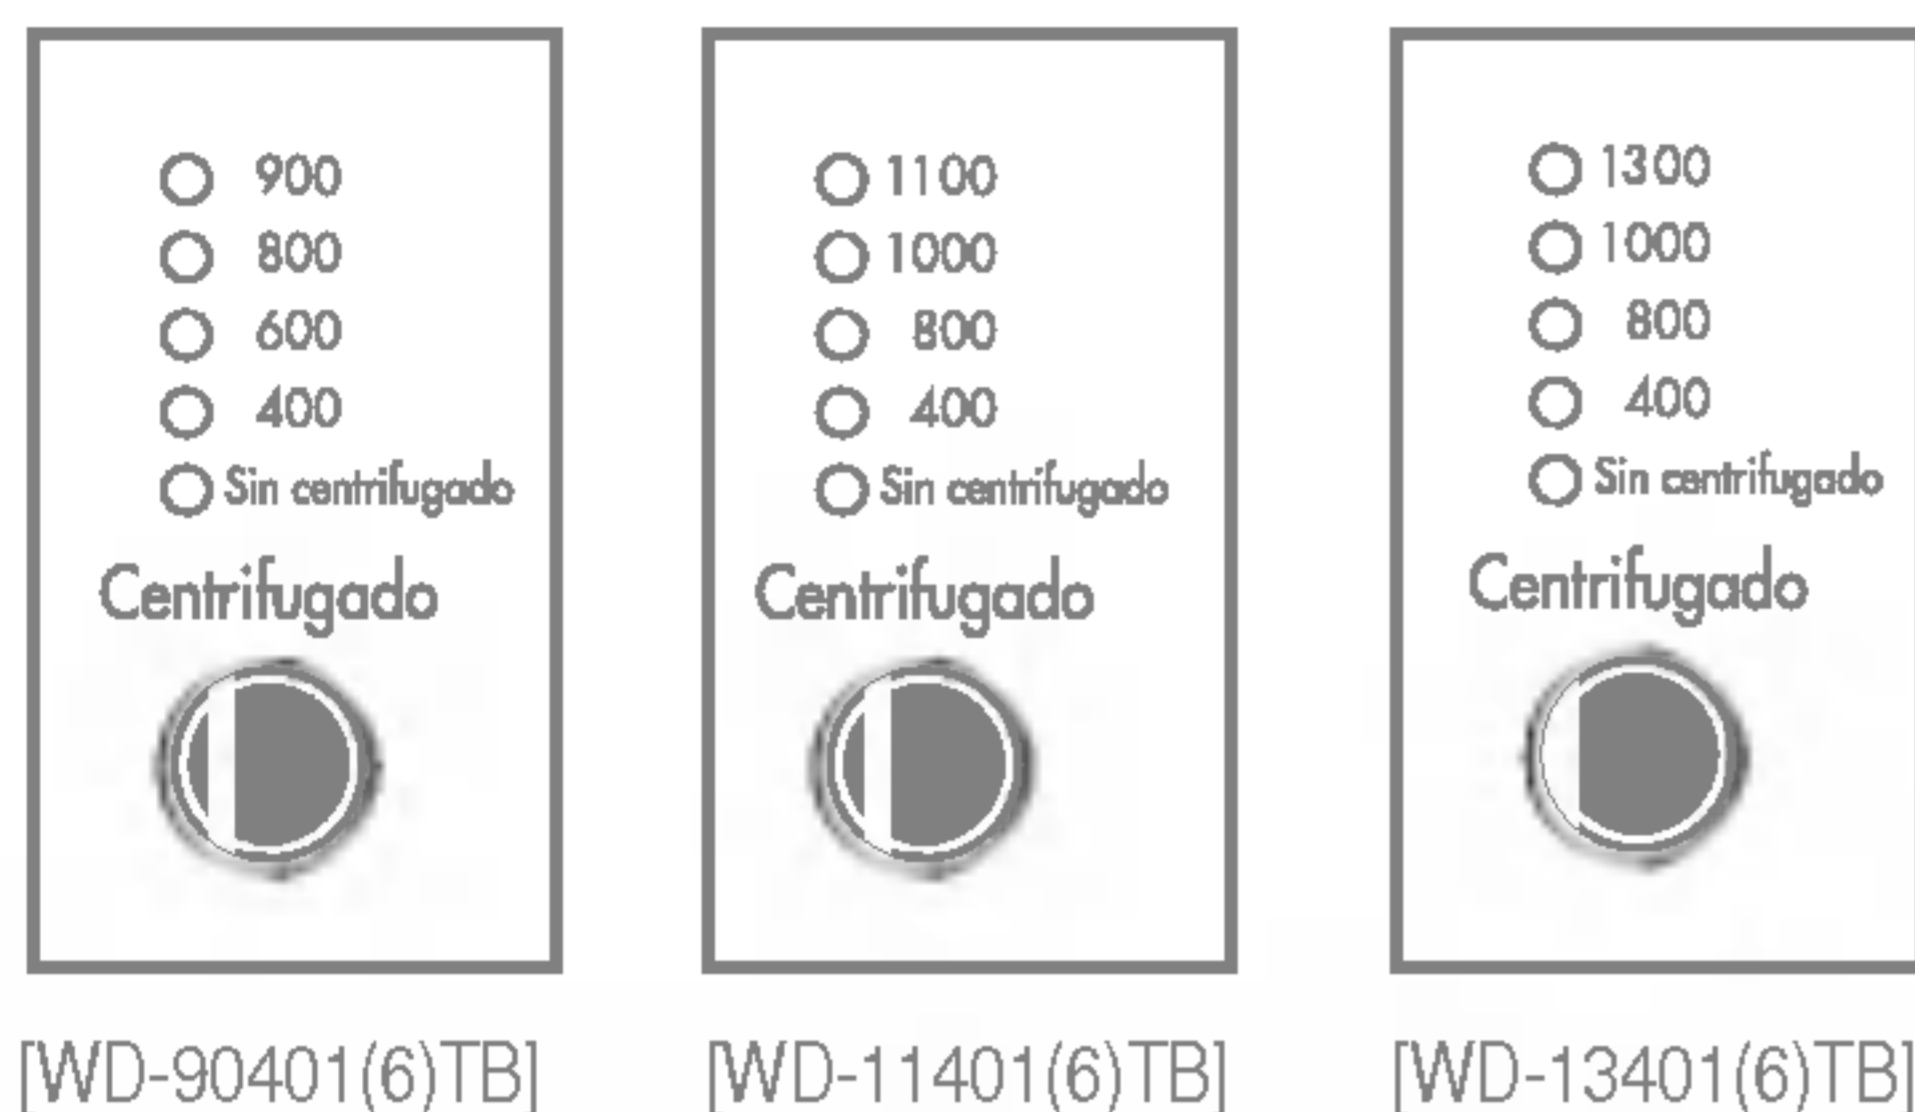 900
800
600
400
Sin centrifugado
Centrifugado
[WD-90401(6)TB]
1100
1000
800
400
Sin centrifugado
Centrifugado
[WD-11401(6)TB]
1300
1000
800
400
Sin centrifugado
Centrifugado
[WD-13401(6)TB]